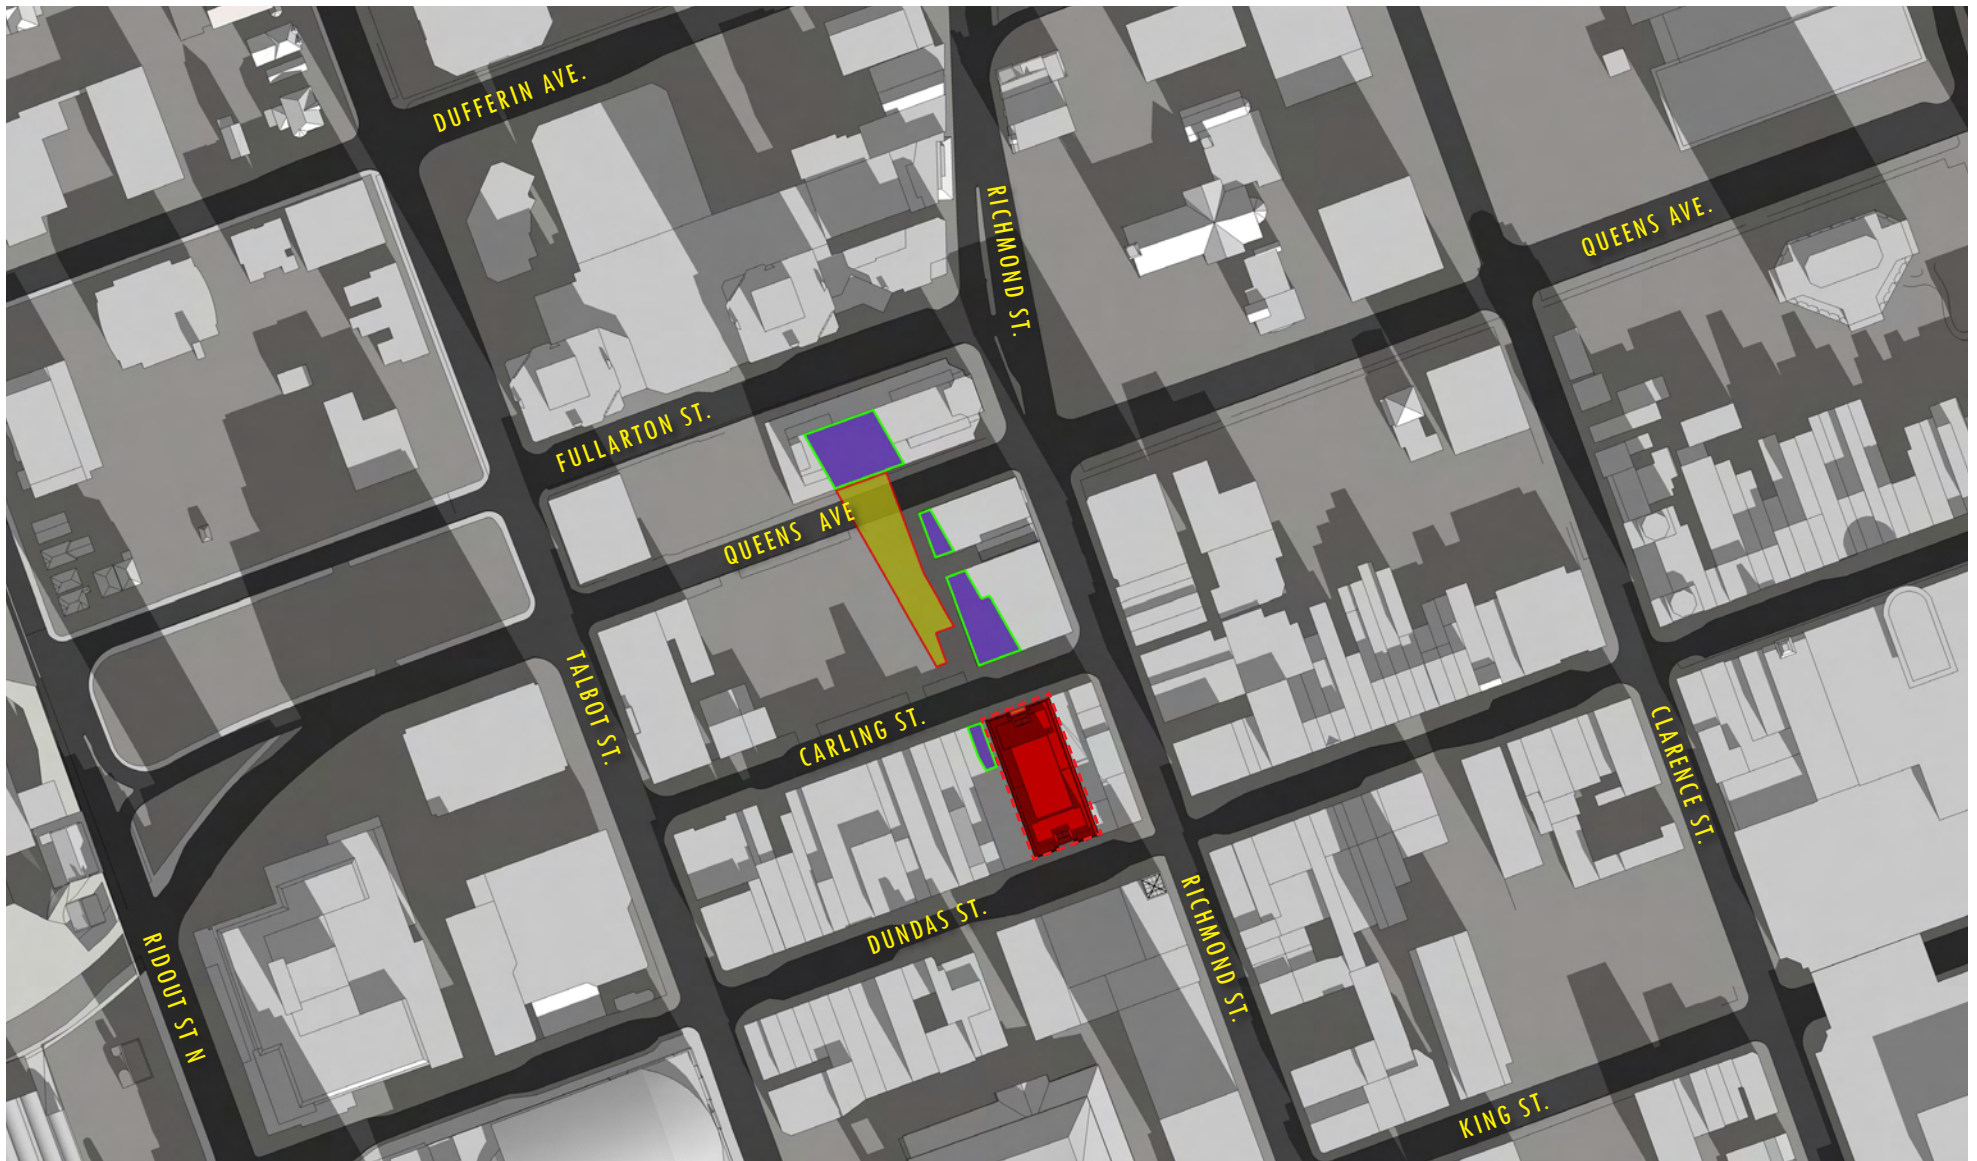 DUFFERIN AVE.
RICHMOND ST.
QUEENS AVE.
FULLARTON ST.
QUEENS AVE
TALBOT ST.
CARLING ST.
CLARENCE ST.
DUNDAS ST.
RICHMOND ST.
RIDOUT ST N
KING ST.